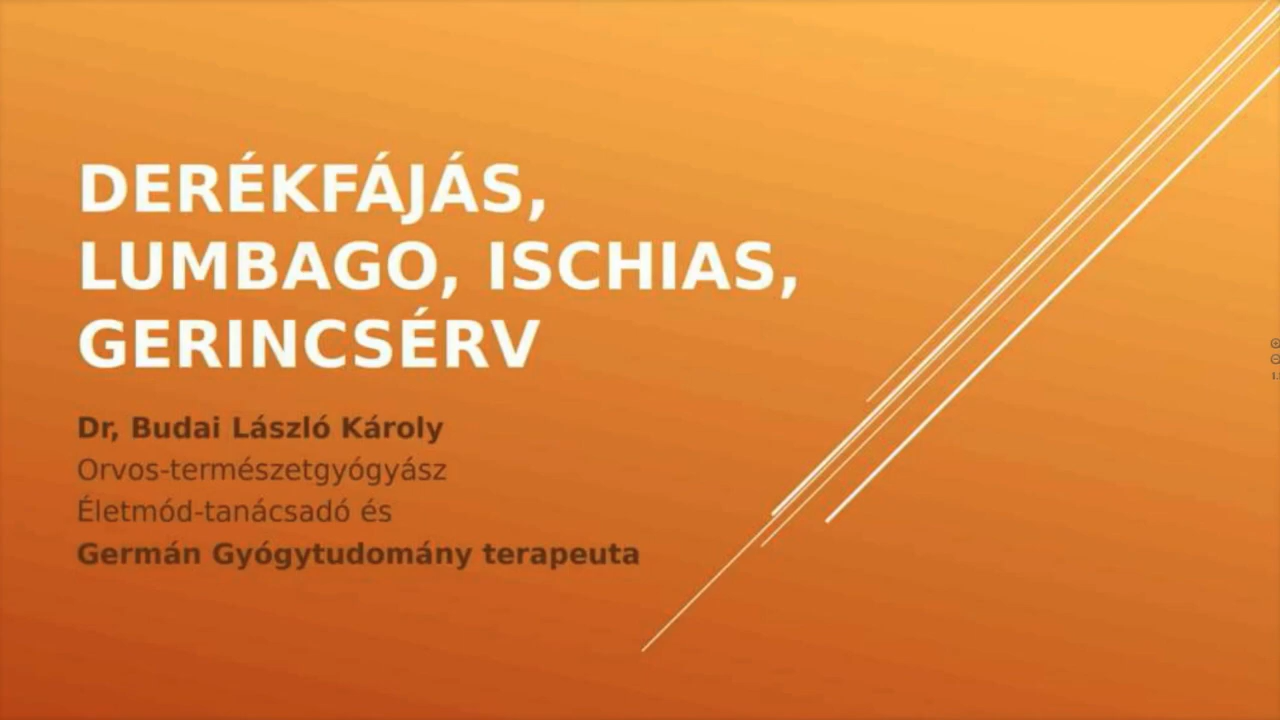 DERÉKFÁJÁS,
LUMBAGO, ISCHIAS,
GERINCSÉRV
Dr, Budai László Károly
Orvos-természetgyógyász
Életmód-tanácsadó és
Germán Gyógytudomány terapeuta